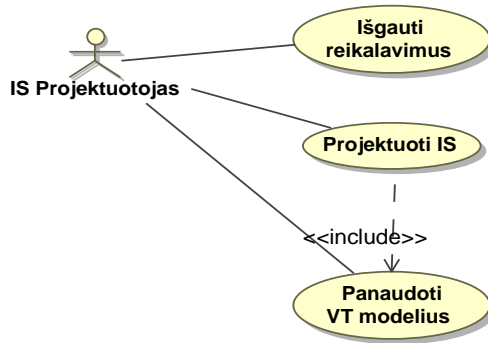 Išgauti
reikalavimus
IS Projektuotojas
Projektuoti IS
<<include>>
Panaudoti
VT modelius